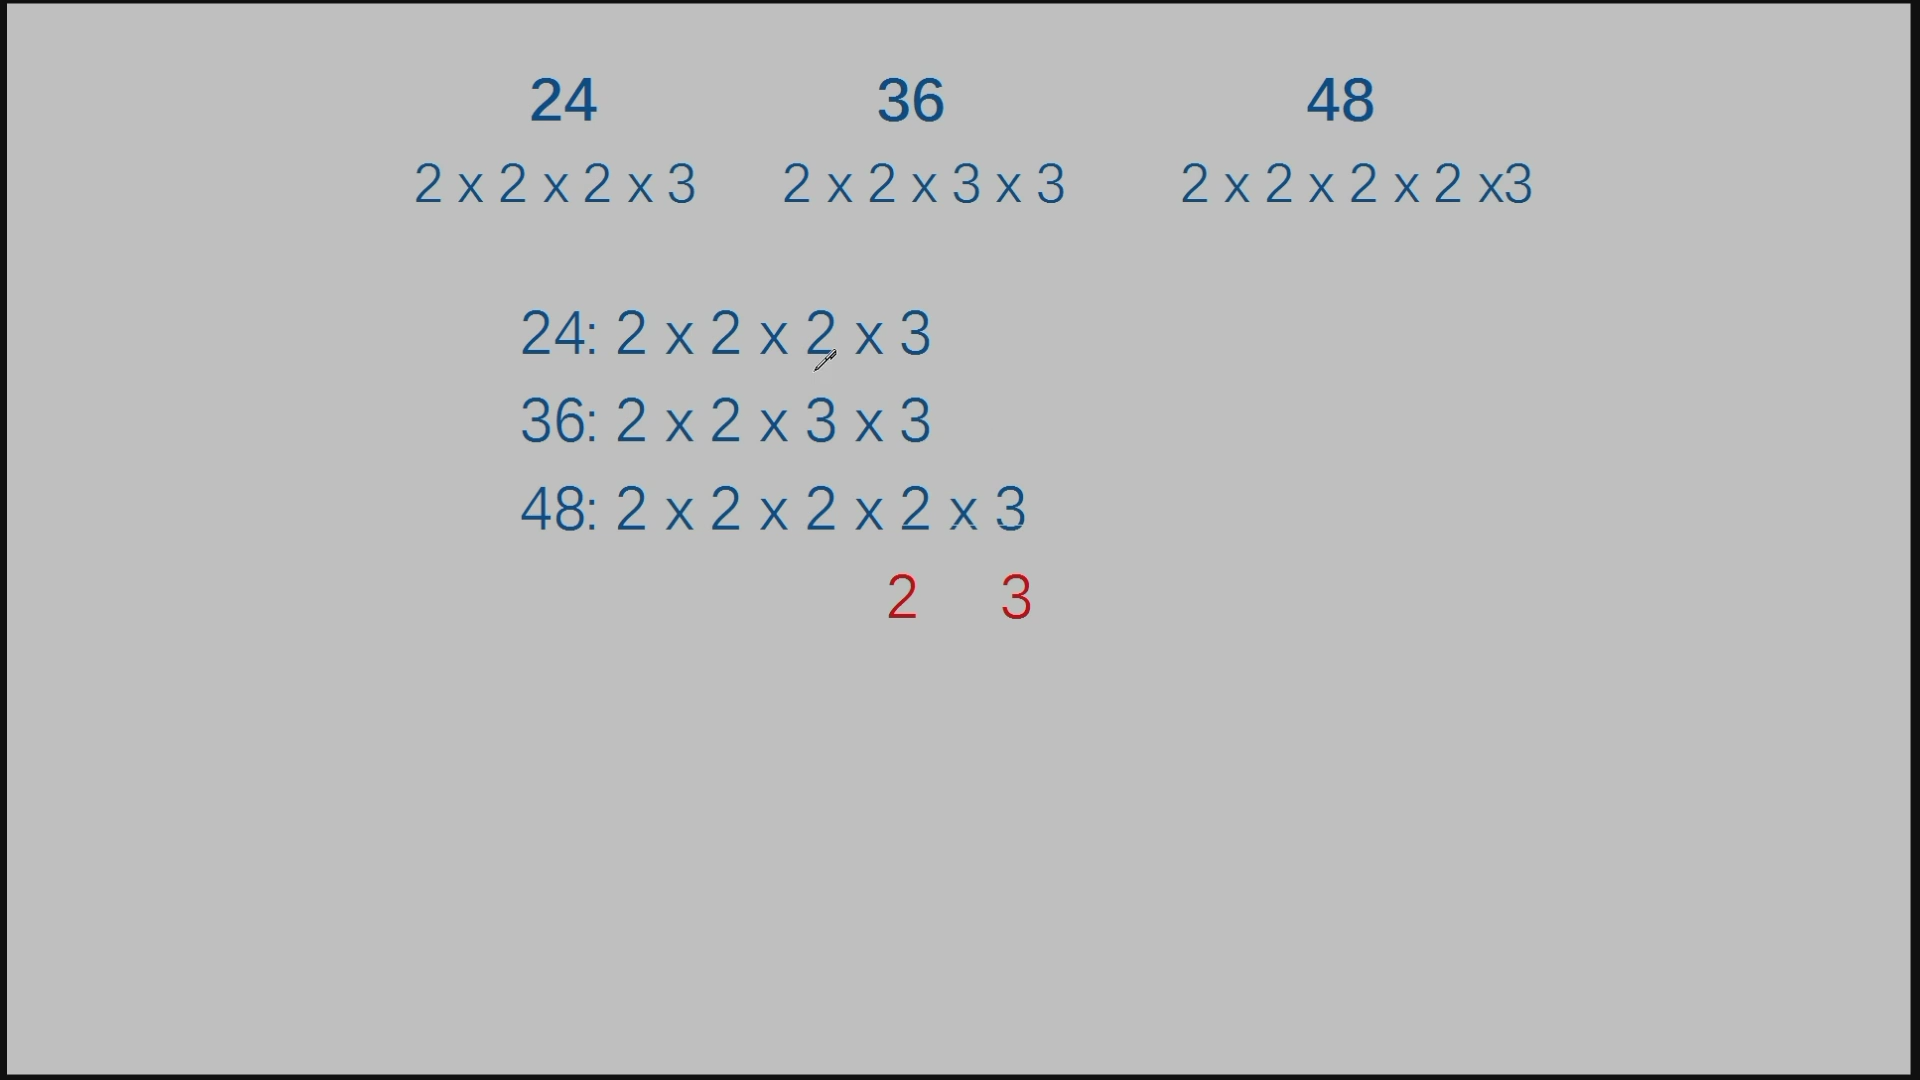 24 36 48
2 x 2 x 2 x 3 2 x 2 x 3 x 3 2 x 2 x 2 x 2 x3
24: 2 x 2 x 2 x 3
36: 2 x 2 x 3 x 3
48: 2 x 2 x 2 x 2 x 3
2 3